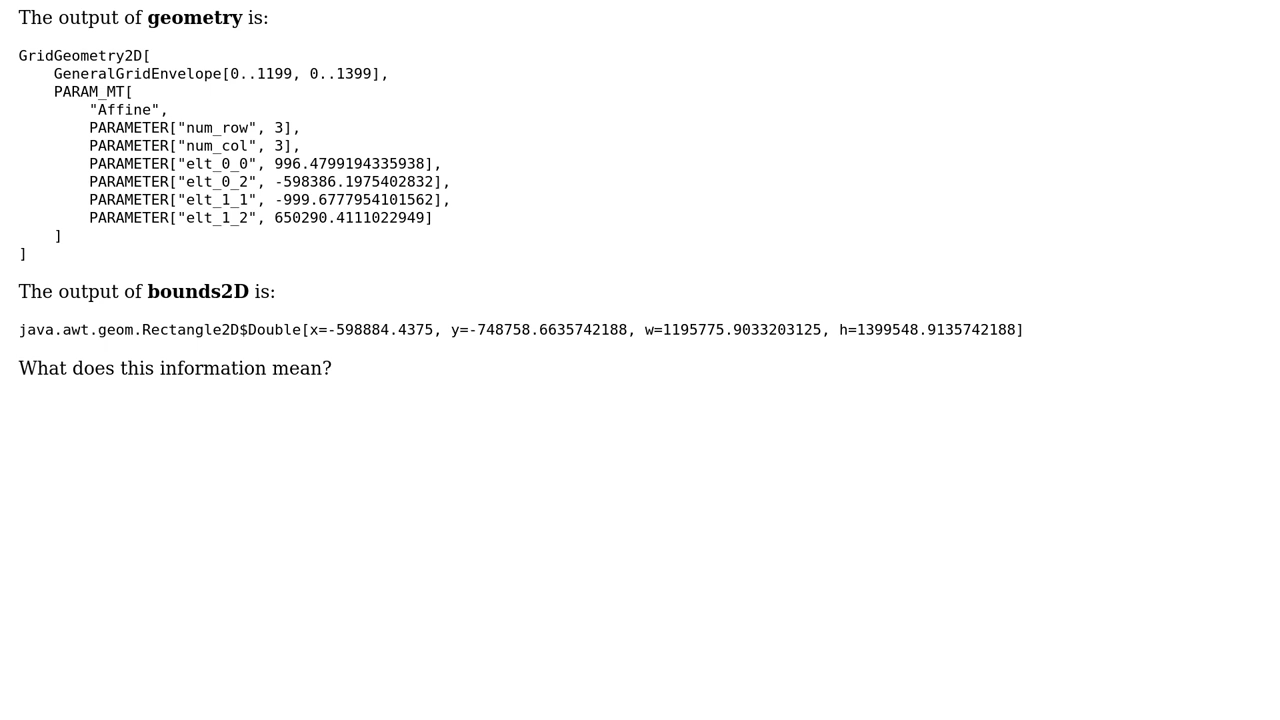 The output of geometry is:
GridGeometry2D[
    GeneralGridEnvelope[0..1199, 0..1399],
    PARAM_MT[
        "Affine",
        PARAMETER["num_row", 3],
        PARAMETER["num_col", 3],
        PARAMETER["elt_0_0", 996.4799194335938],
        PARAMETER["elt_0_2", -598386.1975402832],
        PARAMETER["elt_1_1", -999.6777954101562],
        PARAMETER["elt_1_2", 650290.4111022949]
    ]
]
The output of bounds2D is:
java.awt.geom.Rectangle2D$Double[x=-598884.4375, y=-748758.6635742188, w=1195775.9033203125, h=1399548.9135742188]
What does this information mean?